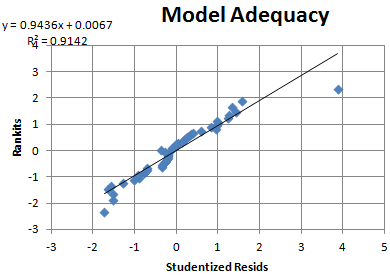 Model Adequacy
y = 0.9436x + 0.0067
R² = 0.9142
4
3
2
1
0
-1
-2
-3
Rankits
-3 -2 -1 0 1 2 3 4 5
Studentized Resids